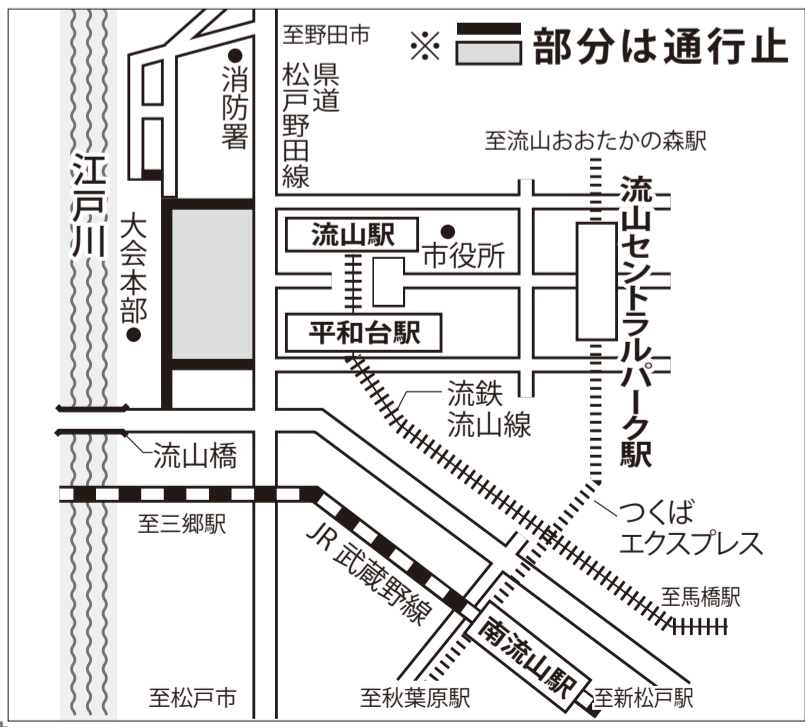 至野田市
※ 部分は通行止
県道
松戸野田線
消防署
至流山おおたかの森駅
江戸川
大会本部
流山駅
市役所
流山セントラルパーク駅
平和台駅
流鉄
流山線
流山橋
つくば
エクスプレス
至三郷駅
JR 武蔵野線
至馬橋駅
南流山駅
至松戸市
至秋葉原駅
至新松戸駅